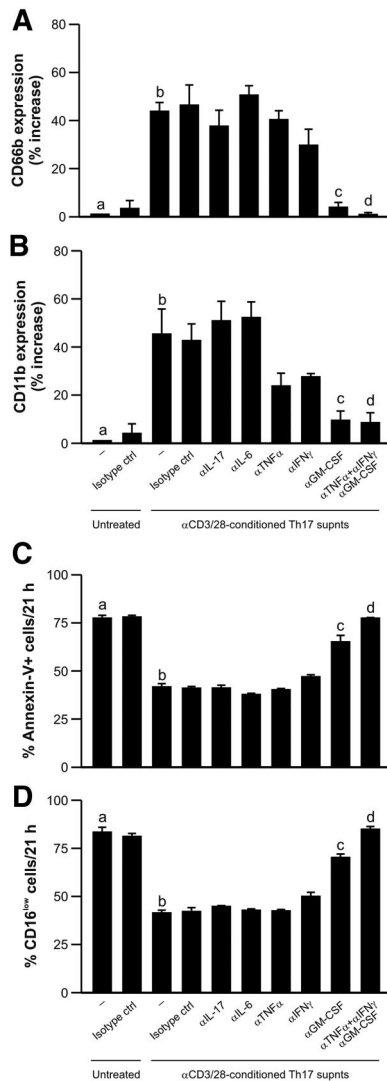 A
CD66b expression
(% increase)
80
60
40
20
0
a
b
c
d
B
CD11b expression
(% increase)
80
60
40
20
0
a
b
c
d
–
Isotype ctrl
–
Isotype ctrl
αIL-17
αIL-6
αTNFα
αIFNγ
αGM-CSF
αTNFα+αIFNγ
αGM-CSF
Untreated
αCD3/28-conditioned Th17 supnts
C
% Annexin-V+ cells/21 h
100
75
50
25
0
a
b
c
d
D
% CD16low cells/21 h
100
75
50
25
0
a
b
c
d
–
Isotype ctrl
–
Isotype ctrl
αIL-17
αIL-6
αTNFα
αIFNγ
αGM-CSF
αTNFα+αIFNγ
αGM-CSF
Untreated
αCD3/28-conditioned Th17 supnts